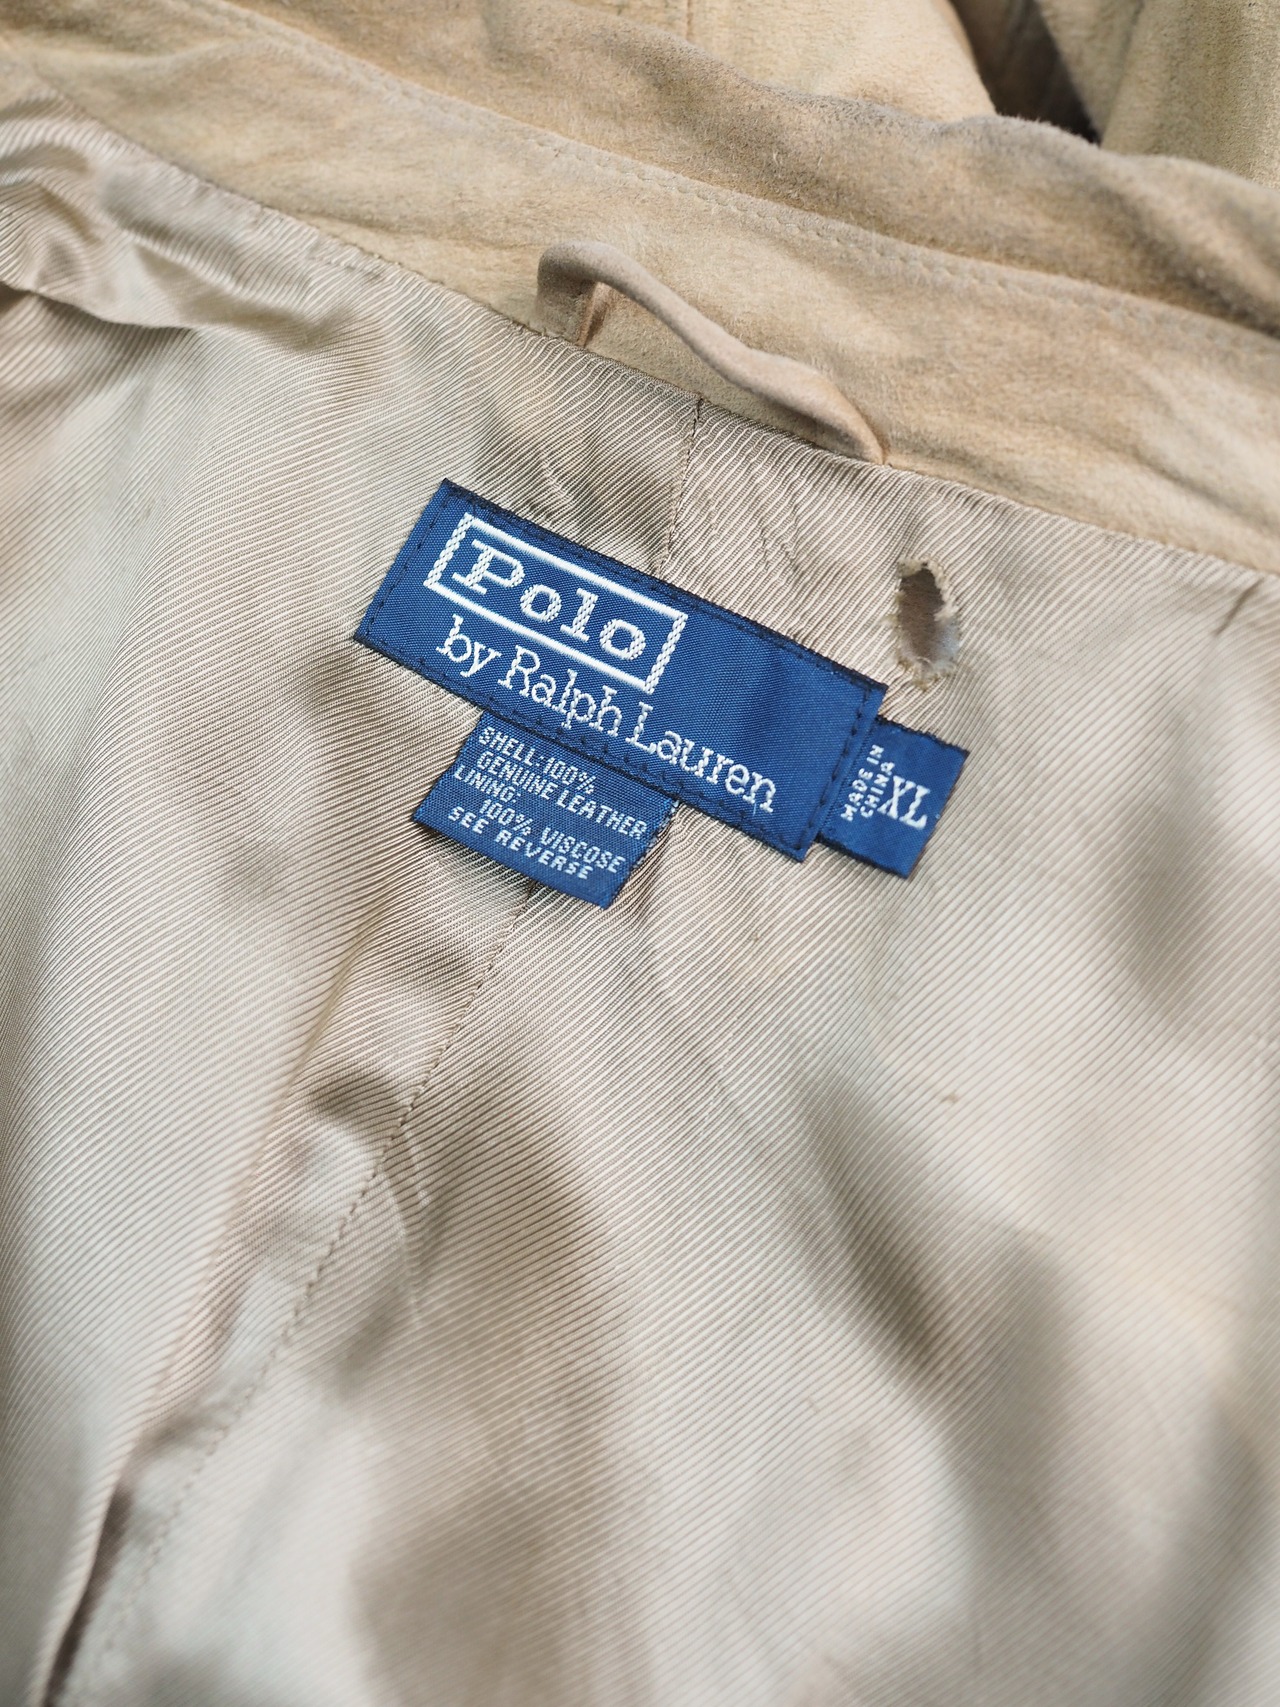 Polo
by Ralph Lauren
SHELL:100%
GENUINE LEATHER
LINING:
100% VISCOSE
SEE REVERSE
MADE IN
CHINA
XL